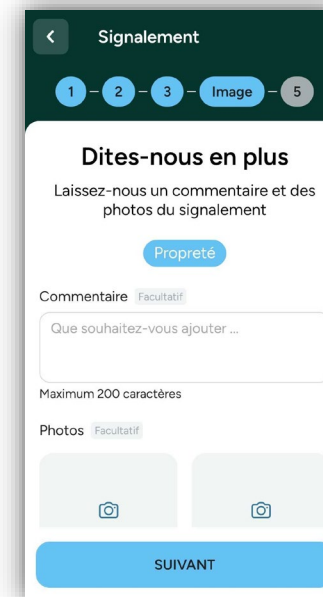 Signalement
1 2 3 Image 5
Dites-nous en plus
Laissez-nous un commentaire et des
photos du signalement
Propreté
Commentaire Facultatif
Que souhaitez-vous ajouter ...
Maximum 200 caractères
Photos Facultatif
SUIVANT